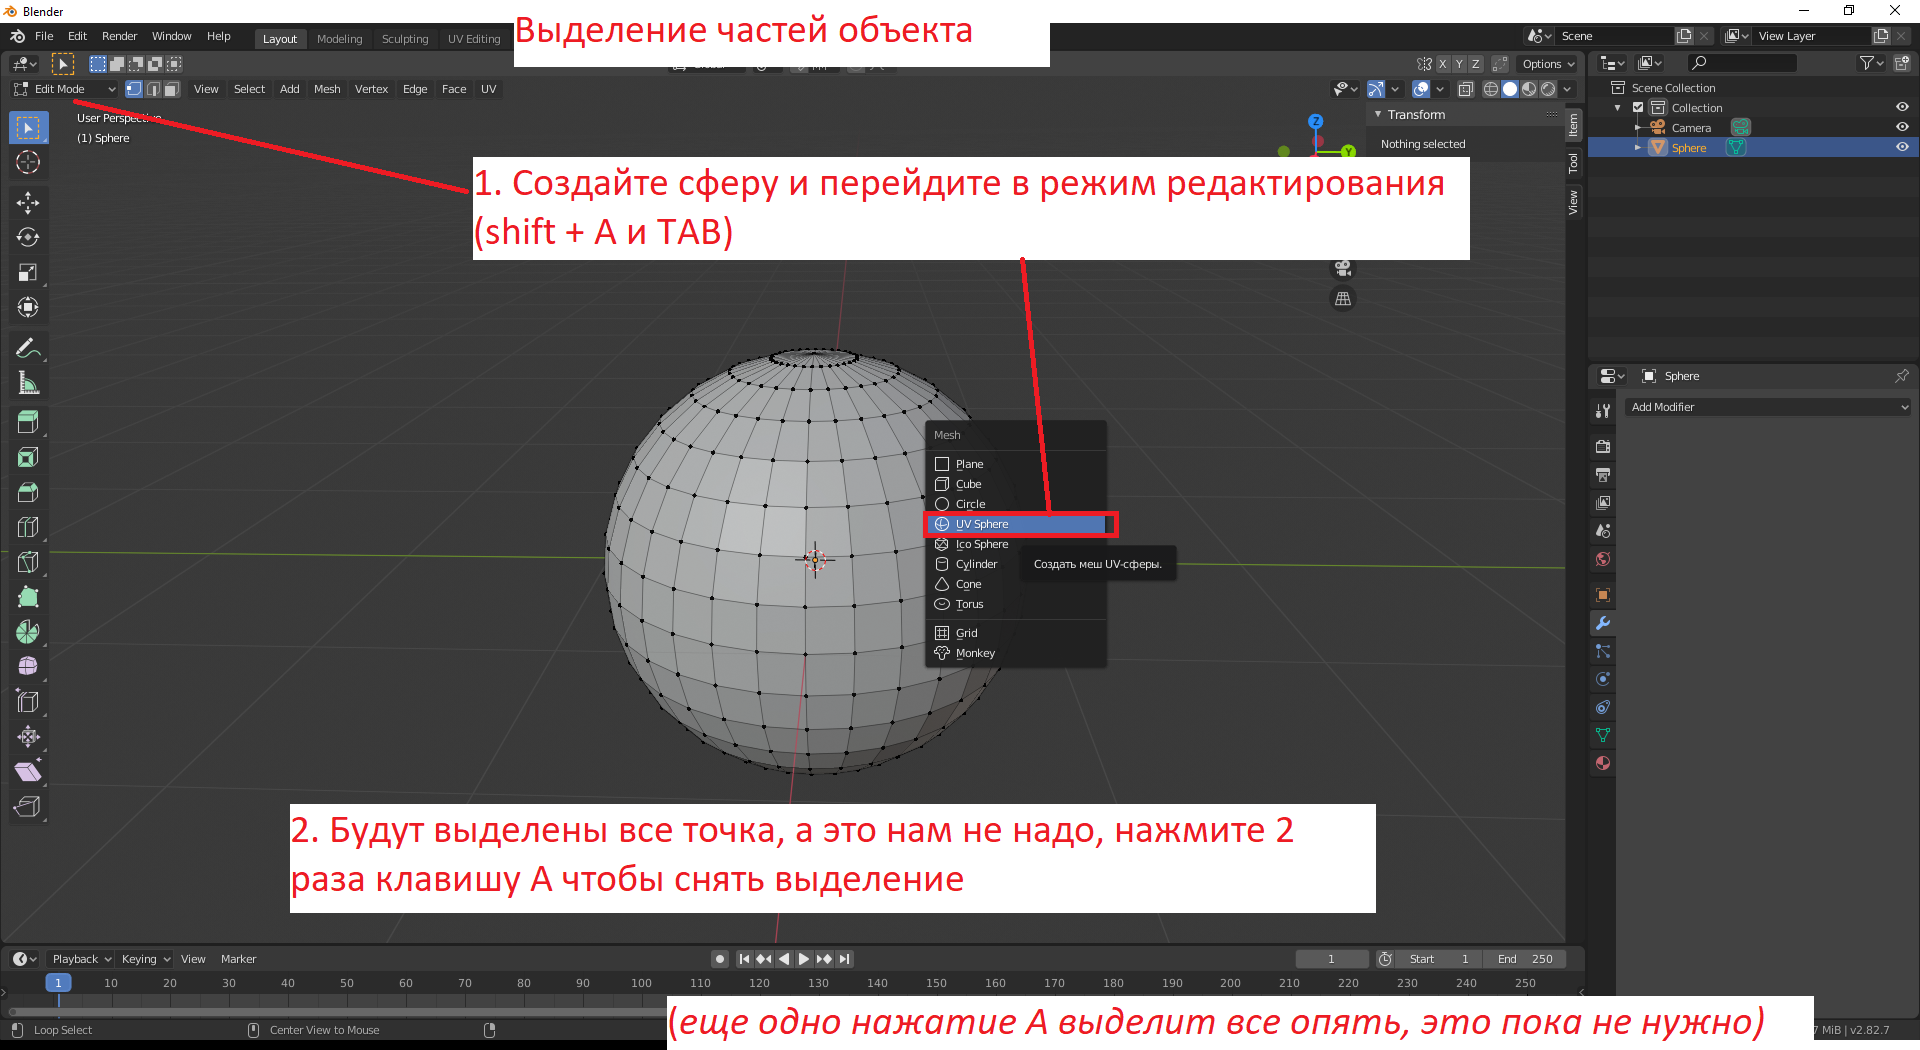 Blender
Выделение частей объекта
File Edit Render Window Help Layout Modeling Sculpting UV Editing
Scene View Layer
X Y Z Options
Edit Mode View Select Add Mesh Vertex Edge Face UV
User Perspective
(1) Sphere
Transform
Nothing selected
Item
Tool
View
Z
Y
Scene Collection
Collection
Camera
Sphere
1. Создайте сферу и перейдите в режим редактирования
(shift + A и TAB)
Sphere
Add Modifier
Mesh
Plane
Cube
Circle
UV Sphere
Ico Sphere
Cylinder
Cone
Torus
Grid
Monkey
Создать меш UV-сферы.
2. Будут выделены все точка, а это нам не надо, нажмите 2
раза клавишу А чтобы снять выделение
Playback Keying View Marker 1 Start 1 End 250
1 10 20 30 40 50 60 70 80 90 100 110 120 130 140 150 160 170 180 190 200 210 220 230 240 250
Loop Select Center View to Mouse
(еще одно нажатие А выделит все опять, это пока не нужно)
7 MiB | v2.82.7